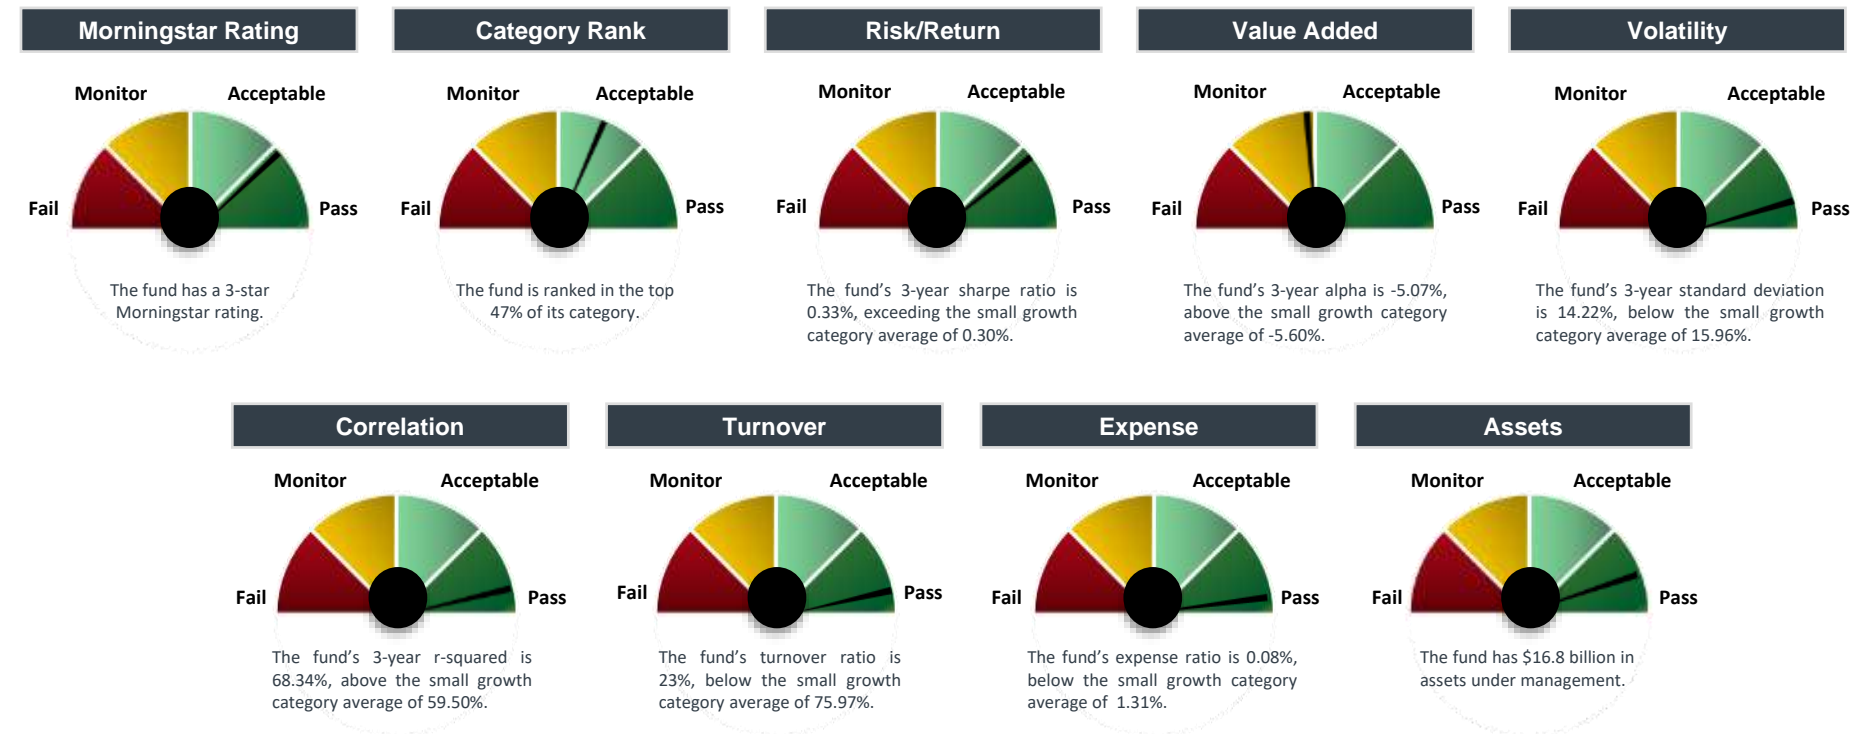 Morningstar Rating
Category Rank
Risk/Return
Value Added
Volatility
Monitor
Acceptable
Fail
Pass
The fund has a 3-star
Morningstar rating.
Monitor
Acceptable
Fail
Pass
The fund is ranked in the top
47% of its category.
Monitor
Acceptable
Fail
Pass
The fund's 3-year sharpe ratio is
0.33%, exceeding the small growth
category average of 0.30%.
Monitor
Acceptable
Fail
Pass
The fund's 3-year alpha is -5.07%,
above the small growth category
average of -5.60%.
Monitor
Acceptable
Fail
Pass
The fund's 3-year standard deviation
is 14.22%, below the small growth
category average of 15.96%.
Correlation
Turnover
Expense
Assets
Monitor
Acceptable
Fail
Pass
The fund's 3-year r-squared is
68.34%, above the small growth
category average of 59.50%.
Monitor
Acceptable
Fail
Pass
The fund's turnover ratio is
23%, below the small growth
category average of 75.97%.
Monitor
Acceptable
Fail
Pass
The fund's expense ratio is 0.08%,
below the small growth category
average of 1.31%.
Monitor
Acceptable
Fail
Pass
The fund has $16.8 billion in
assets under management.